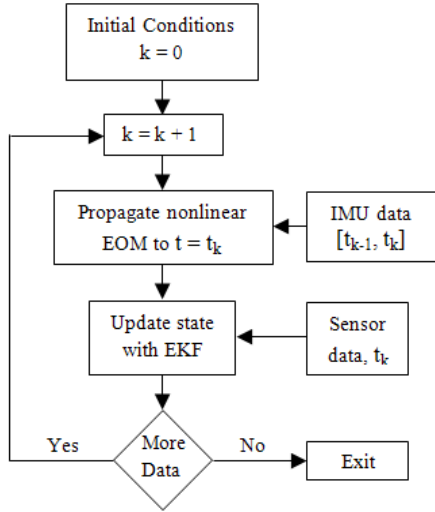 Initial Conditions
k = 0
k = k + 1
Propagate nonlinear
EOM to t = tₖ
IMU data
[tₖ₋₁, tₖ]
Update state
with EKF
Sensor
data, tₖ
More
Data
Yes
No
Exit